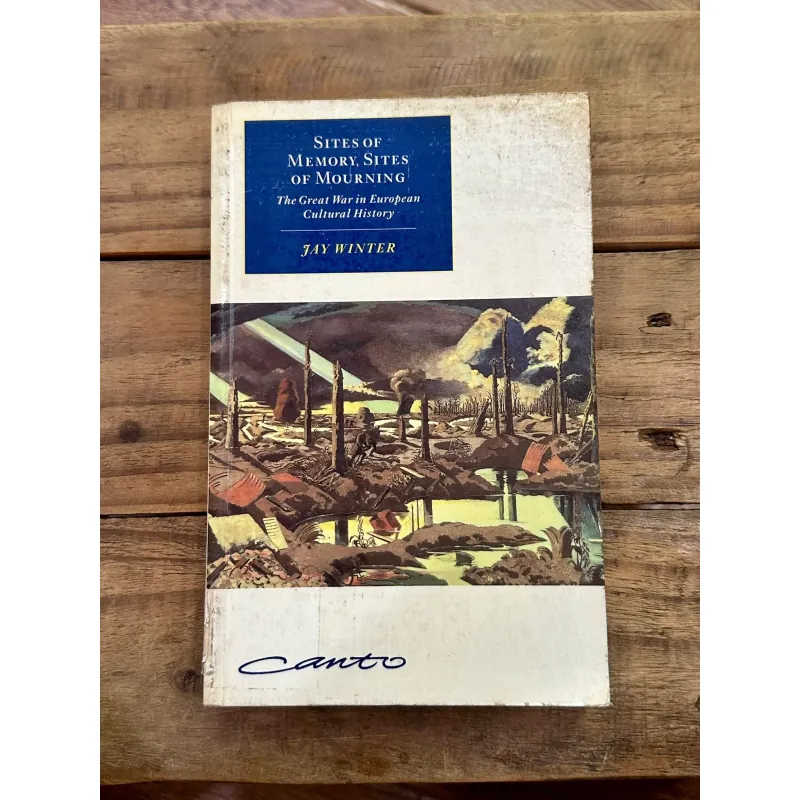 SITES OF
MEMORY, SITES
OF MOURNING
The Great War in European
Cultural History
JAY WINTER
Canto